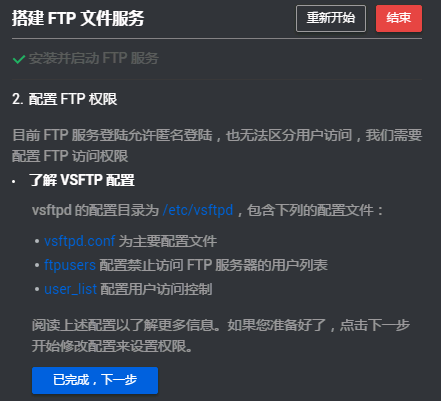 搭建 FTP 文件服务
重新开始
结束
安装并启动 FTP 服务
2. 配置 FTP 权限
目前 FTP 服务登陆允许匿名登陆，也无法区分用户访问，我们需要
配置 FTP 访问权限
• 了解 VSFTP 配置
vsftpd 的配置目录为 /etc/vsftpd，包含下列的配置文件：
• vsftpd.conf 为主要配置文件
• ftpusers 配置禁止访问 FTP 服务器的用户列表
• user_list 配置用户访问控制
阅读上述配置以了解更多信息。如果您准备好了，点击下一步
开始修改配置来设置权限。
已完成，下一步